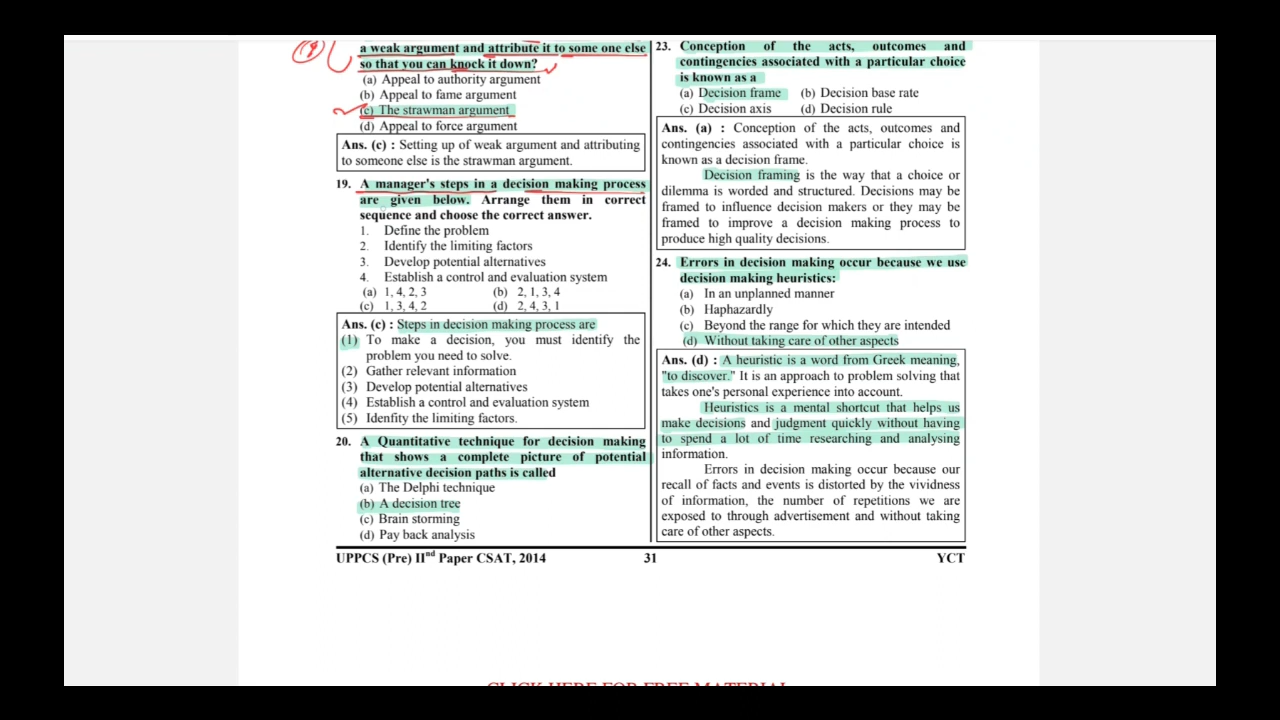 a weak argument and attribute it to some one else
so that you can knock it down?
(a) Appeal to authority argument
(b) Appeal to fame argument
(c) The strawman argument
(d) Appeal to force argument
Ans. (c) : Setting up of weak argument and attributing
to someone else is the strawman argument.
19. A manager's steps in a decision making process
are given below. Arrange them in correct
sequence and choose the correct answer.
1. Define the problem
2. Identify the limiting factors
3. Develop potential alternatives
4. Establish a control and evaluation system
(a) 1, 4, 2, 3 (b) 2, 1, 3, 4
(c) 1, 3, 4, 2 (d) 2, 4, 3, 1
Ans. (c) : Steps in decision making process are
(1) To make a decision, you must identify the
problem you need to solve.
(2) Gather relevant information
(3) Develop potential alternatives
(4) Establish a control and evaluation system
(5) Idenfity the limiting factors.
20. A Quantitative technique for decision making
that shows a complete picture of potential
alternative decision paths is called
(a) The Delphi technique
(b) A decision tree
(c) Brain storming
(d) Pay back analysis
23. Conception of the acts, outcomes and
contingencies associated with a particular choice
is known as a
(a) Decision frame (b) Decision base rate
(c) Decision axis (d) Decision rule
Ans. (a) : Conception of the acts, outcomes and
contingencies associated with a particular choice is
known as a decision frame.
Decision framing is the way that a choice or
dilemma is worded and structured. Decisions may be
framed to influence decision makers or they may be
framed to improve a decision making process to
produce high quality decisions.
24. Errors in decision making occur because we use
decision making heuristics:
(a) In an unplanned manner
(b) Haphazardly
(c) Beyond the range for which they are intended
(d) Without taking care of other aspects
Ans. (d) : A heuristic is a word from Greek meaning,
"to discover." It is an approach to problem solving that
takes one's personal experience into account.
Heuristics is a mental shortcut that helps us
make decisions and judgment quickly without having
to spend a lot of time researching and analysing
information.
Errors in decision making occur because our
recall of facts and events is distorted by the vividness
of information, the number of repetitions we are
exposed to through advertisement and without taking
care of other aspects.
UPPCS (Pre) IInd Paper CSAT, 2014 31 YCT
CLICK HERE FOR FREE MATERIAL